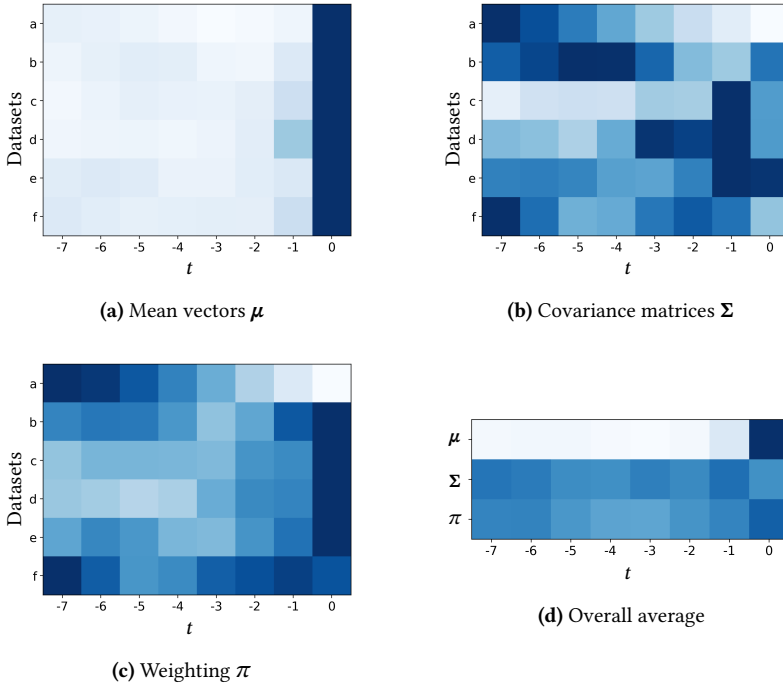 a
b
c
d
e
f
Datasets
-7 -6 -5 -4 -3 -2 -1 0
t
(a) Mean vectors μ
a
b
c
d
e
f
Datasets
-7 -6 -5 -4 -3 -2 -1 0
t
(b) Covariance matrices Σ
a
b
c
d
e
f
Datasets
-7 -6 -5 -4 -3 -2 -1 0
t
(c) Weighting π
μ
Σ
π
-7 -6 -5 -4 -3 -2 -1 0
t
(d) Overall average